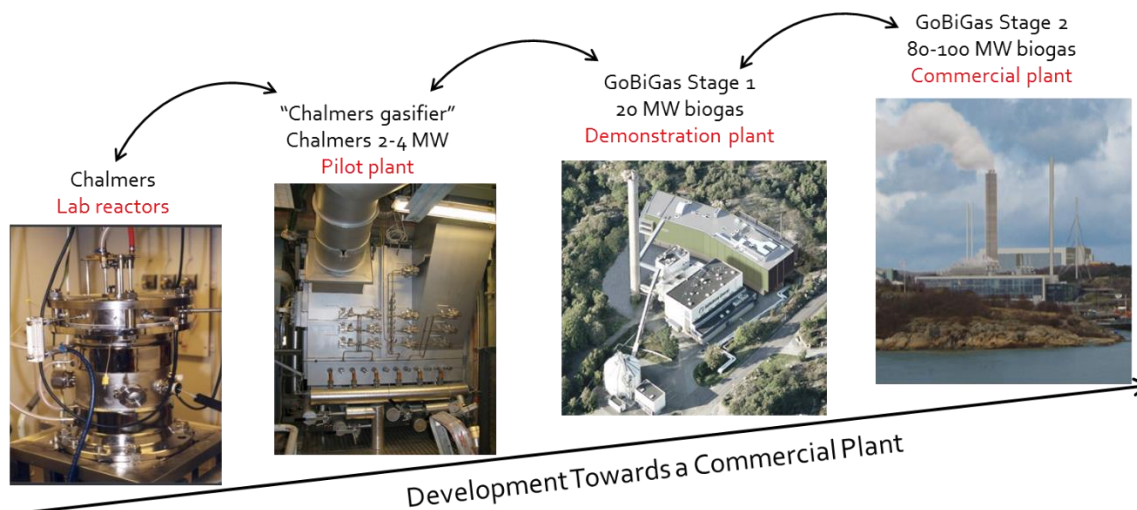 Chalmers
Lab reactors
“Chalmers gasifier”
Chalmers 2-4 MW
Pilot plant
GoBiGas Stage 1
20 MW biogas
Demonstration plant
GoBiGas Stage 2
80-100 MW biogas
Commercial plant
Development Towards a Commercial Plant